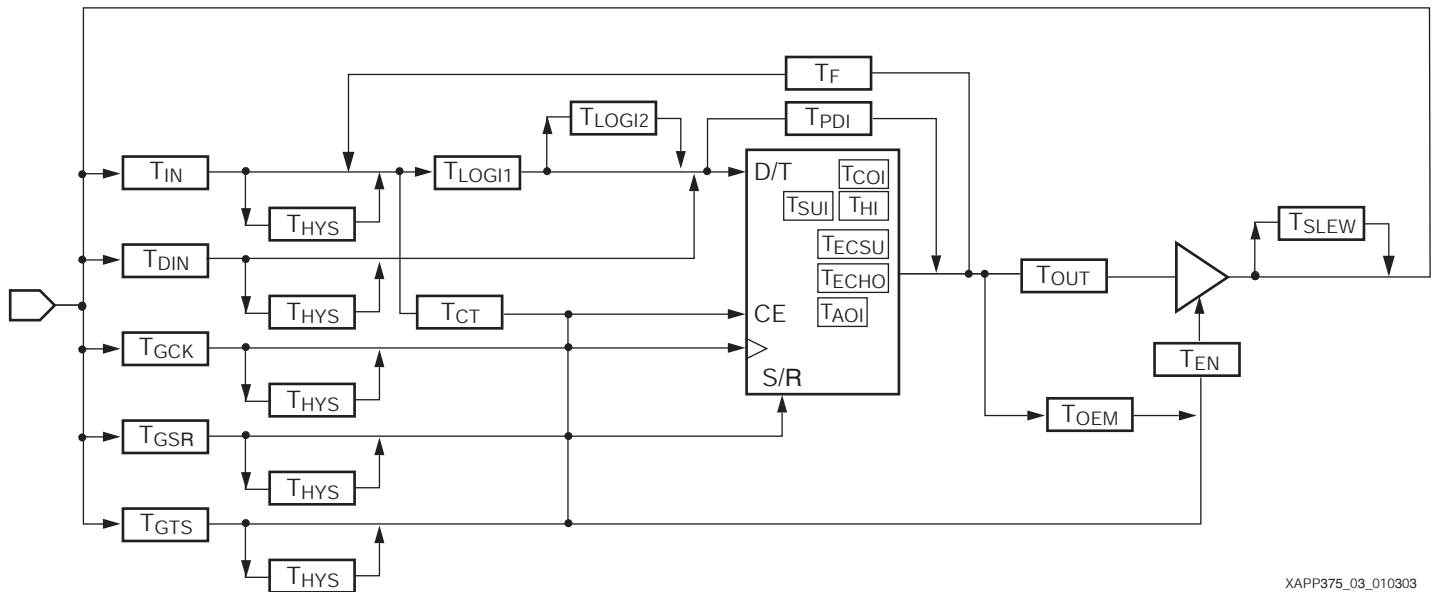 TF
TLOGI2
TPDI
TIN
TLOGI1
D/T
TCOI
TSUI
THI
THYS
TSLEW
TDIN
TECSU
TECHO
TOUT
THYS
TCT
CE
TAOI
TGCK
TEN
S/R
THYS
TOEM
TGSR
THYS
TGTS
THYS
XAPP375_03_010303